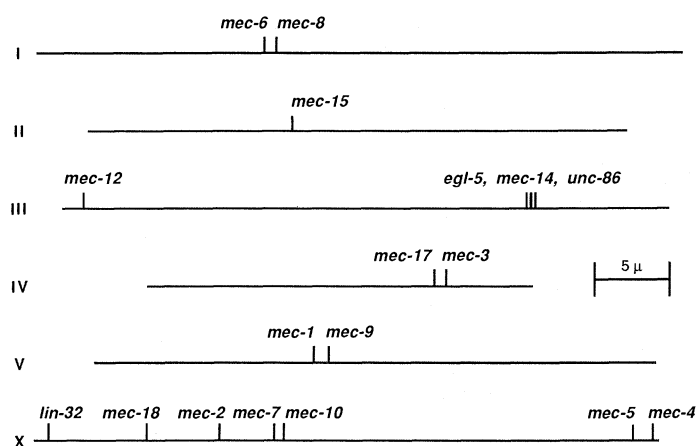 mec-6 mec-8
I
mec-15
II
mec-12 egl-5, mec-14, unc-86
III
mec-17 mec-3
5 µ
IV
mec-1 mec-9
V
lin-32 mec-18 mec-2 mec-7 mec-10 mec-5 mec-4
X